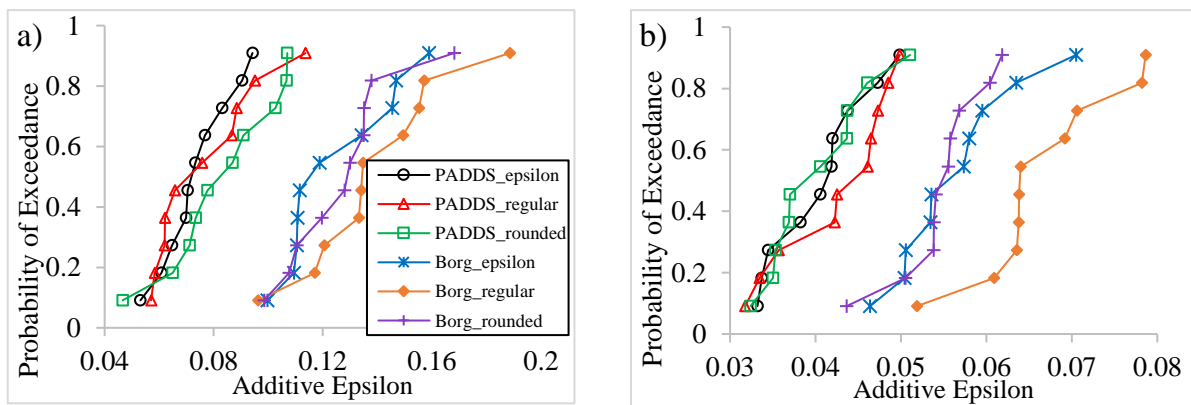 a)
Probability of Exceedance
1
0.8
0.6
0.4
0.2
0
0.04
0.08
0.12
0.16
0.2
Additive Epsilon
PADDS_epsilon
PADDS_regular
PADDS_rounded
Borg_epsilon
Borg_regular
Borg_rounded
b)
Probability of Exceedance
1
0.8
0.6
0.4
0.2
0
0.03
0.04
0.05
0.06
0.07
0.08
Additive Epsilon